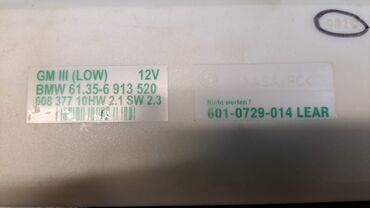 GM III (LOW) 12V
BMW 61.35-6 913 520
608 377 10HW 2.1 SW 2.3
Nicht werfen !
601-0729-014 LEAR